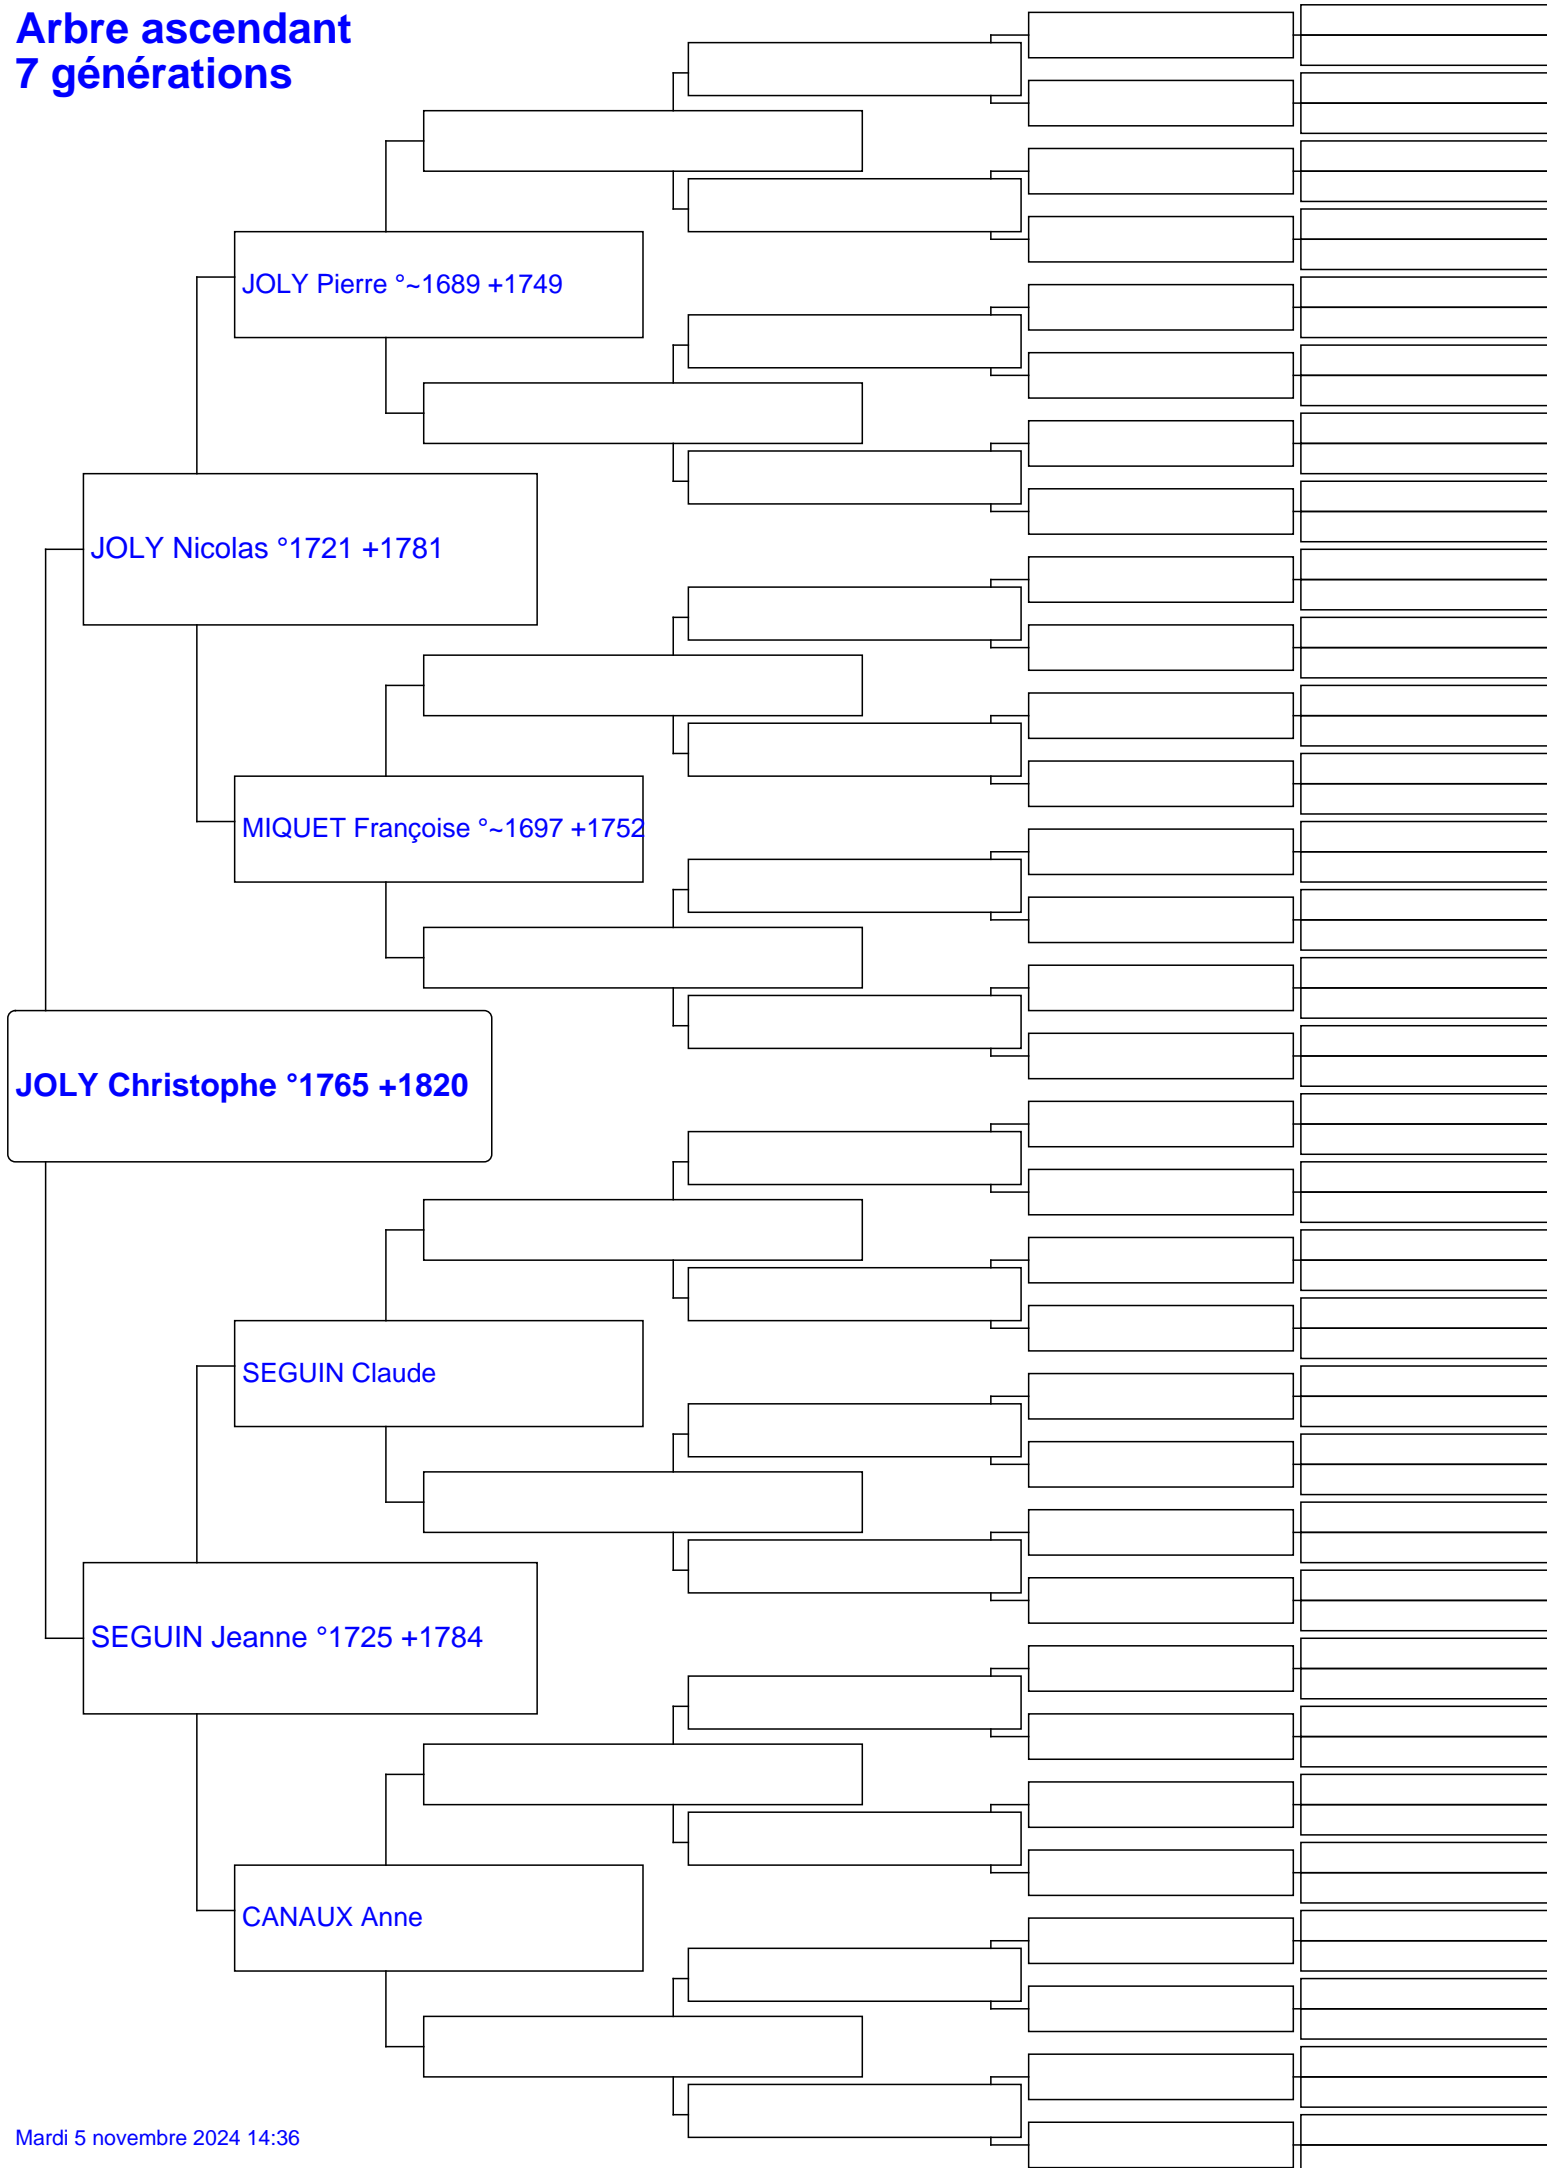 Arbre ascendant
7 générations
JOLY Pierre °~1689 +1749
JOLY Nicolas °1721 +1781
MIQUET Françoise °~1697 +1752
JOLY Christophe °1765 +1820
SEGUIN Claude
SEGUIN Jeanne °1725 +1784
CANAUX Anne
Mardi 5 novembre 2024 14:36